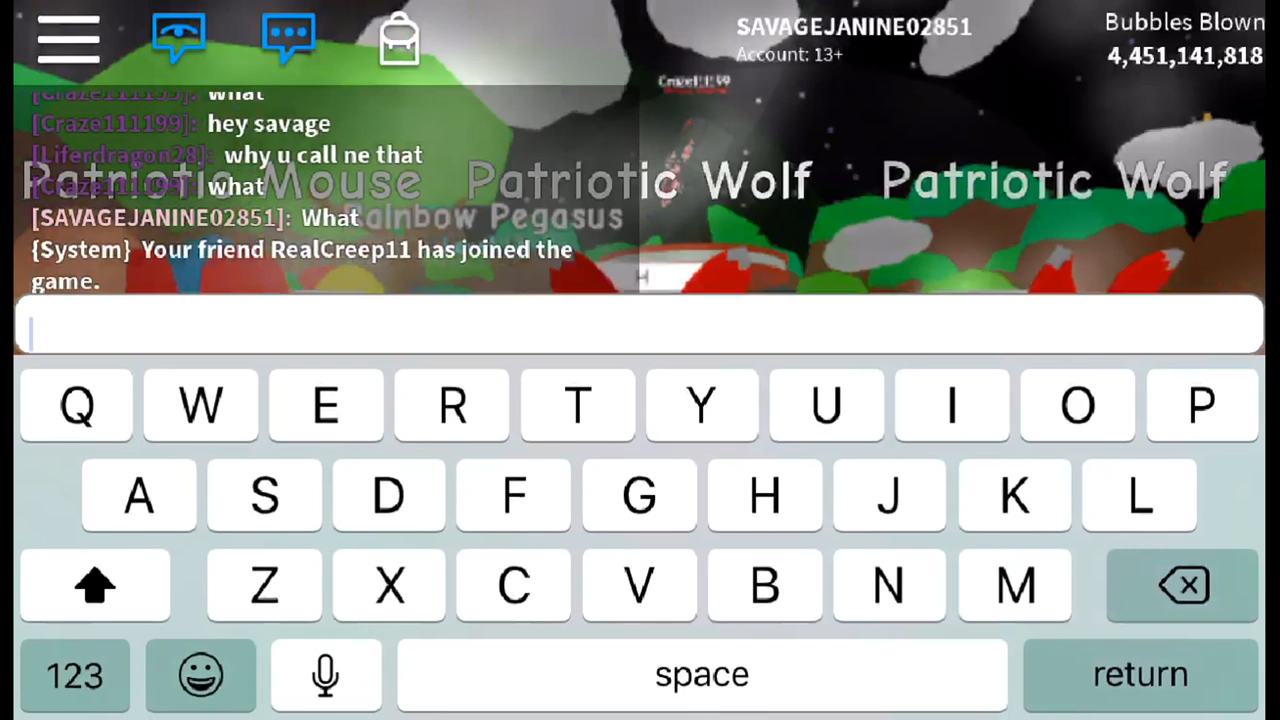 SAVAGEJANINE02851
Account: 13+
Bubbles Blown
4,451,141,818
Craze111199
[Craze111199]: what
[Craze111199]: hey savage
[Liferdragon28]: why u call ne that
[Craze111199]: what
[SAVAGEJANINE02851]: What
{System} Your friend RealCreep11 has joined the
game.
Patriotic Mouse
Patriotic Wolf
Patriotic Wolf
Rainbow Pegasus
Q W E R T Y U I O P
A S D F G H J K L
Z X C V B N M
123 space return